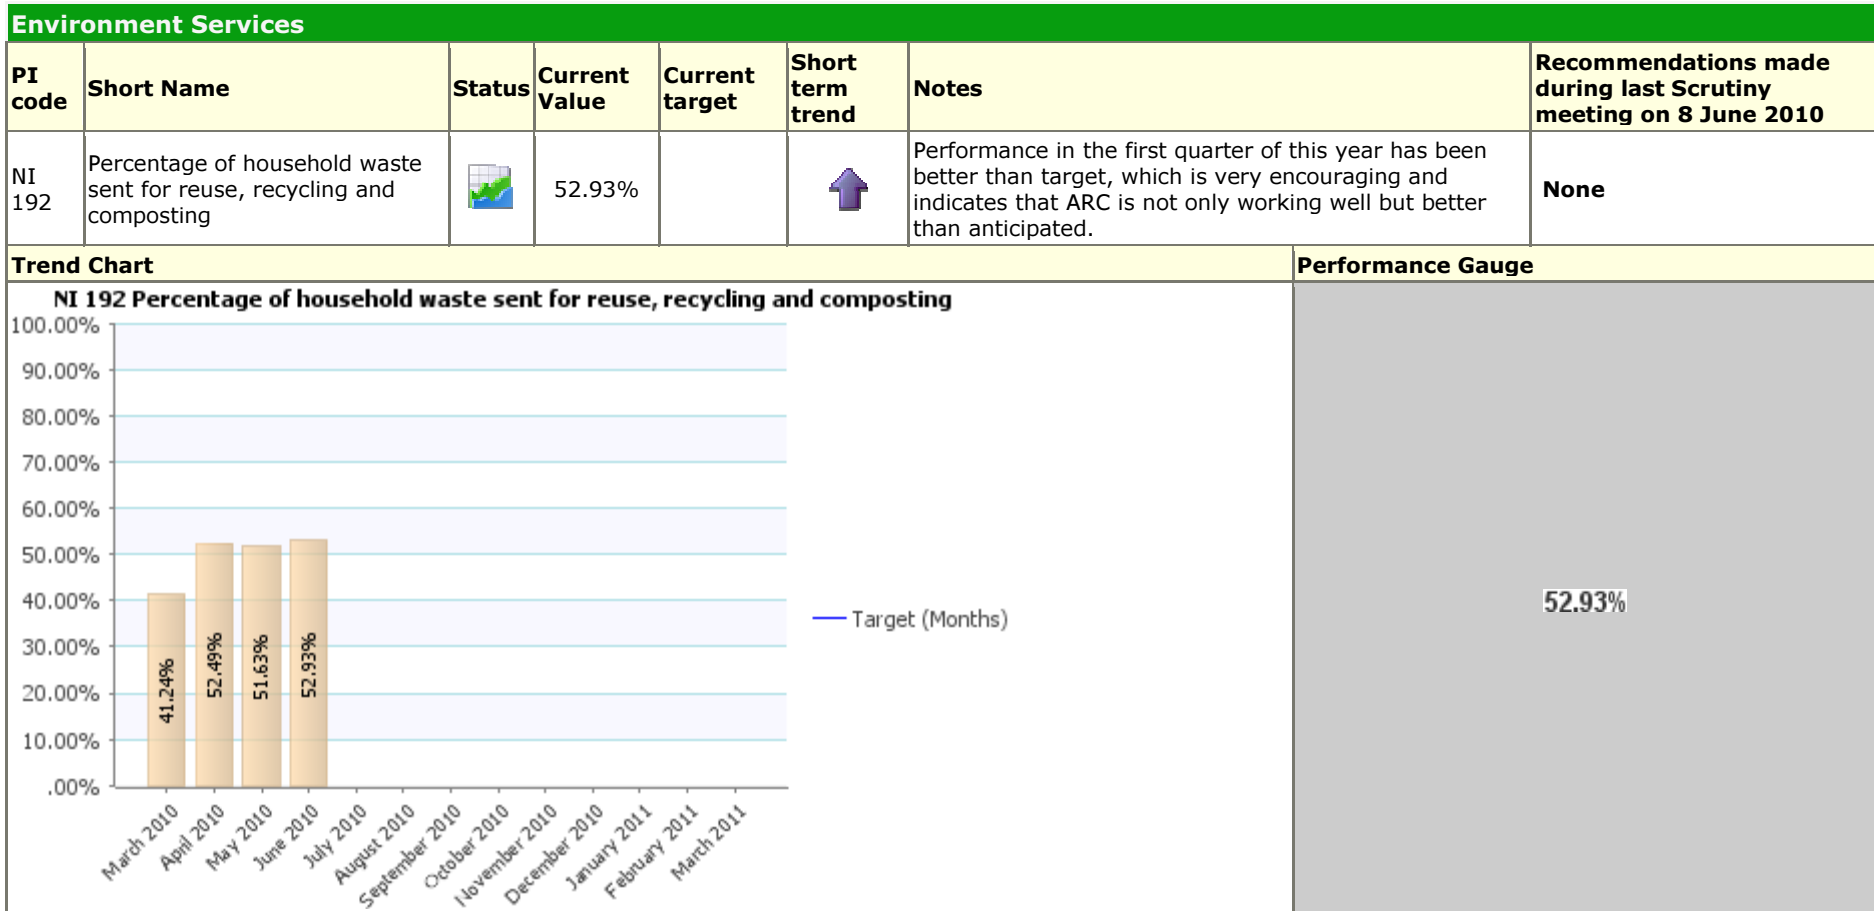 Environment Services
PI code
Short Name
Status
Current Value
Current target
Short term trend
Notes
Recommendations made during last Scrutiny meeting on 8 June 2010
NI 192
Percentage of household waste
sent for reuse, recycling and
composting
52.93%
Performance in the first quarter of this year has been
better than target, which is very encouraging and
indicates that ARC is not only working well but better
than anticipated.
None
Trend Chart
Performance Gauge
NI 192 Percentage of household waste sent for reuse, recycling and composting
100.00%
90.00%
80.00%
70.00%
60.00%
50.00%
40.00%
30.00%
20.00%
10.00%
.00%
41.24%
52.49%
51.63%
52.93%
March 2010
April 2010
May 2010
June 2010
July 2010
August 2010
September 2010
October 2010
November 2010
December 2010
January 2011
February 2011
March 2011
Target (Months)
52.93%